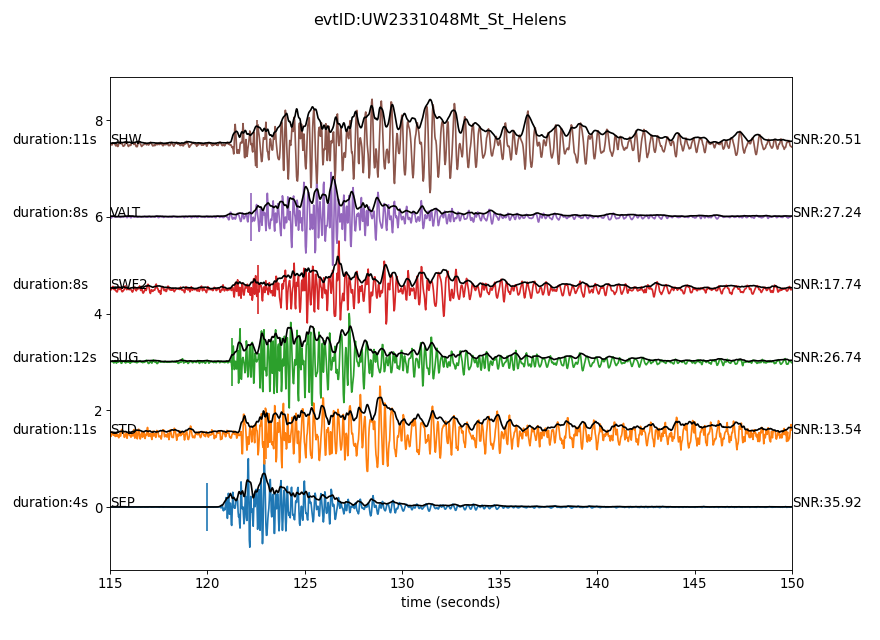 evtID:UW2331048Mt_St_Helens
8
duration:11s SHW SNR:20.51
duration:8s VALT SNR:27.24
6
duration:8s SWF2 SNR:17.74
4
duration:12s SUG SNR:26.74
2
duration:11s STD SNR:13.54
duration:4s SEP SNR:35.92
0
115 120 125 130 135 140 145 150
time (seconds)